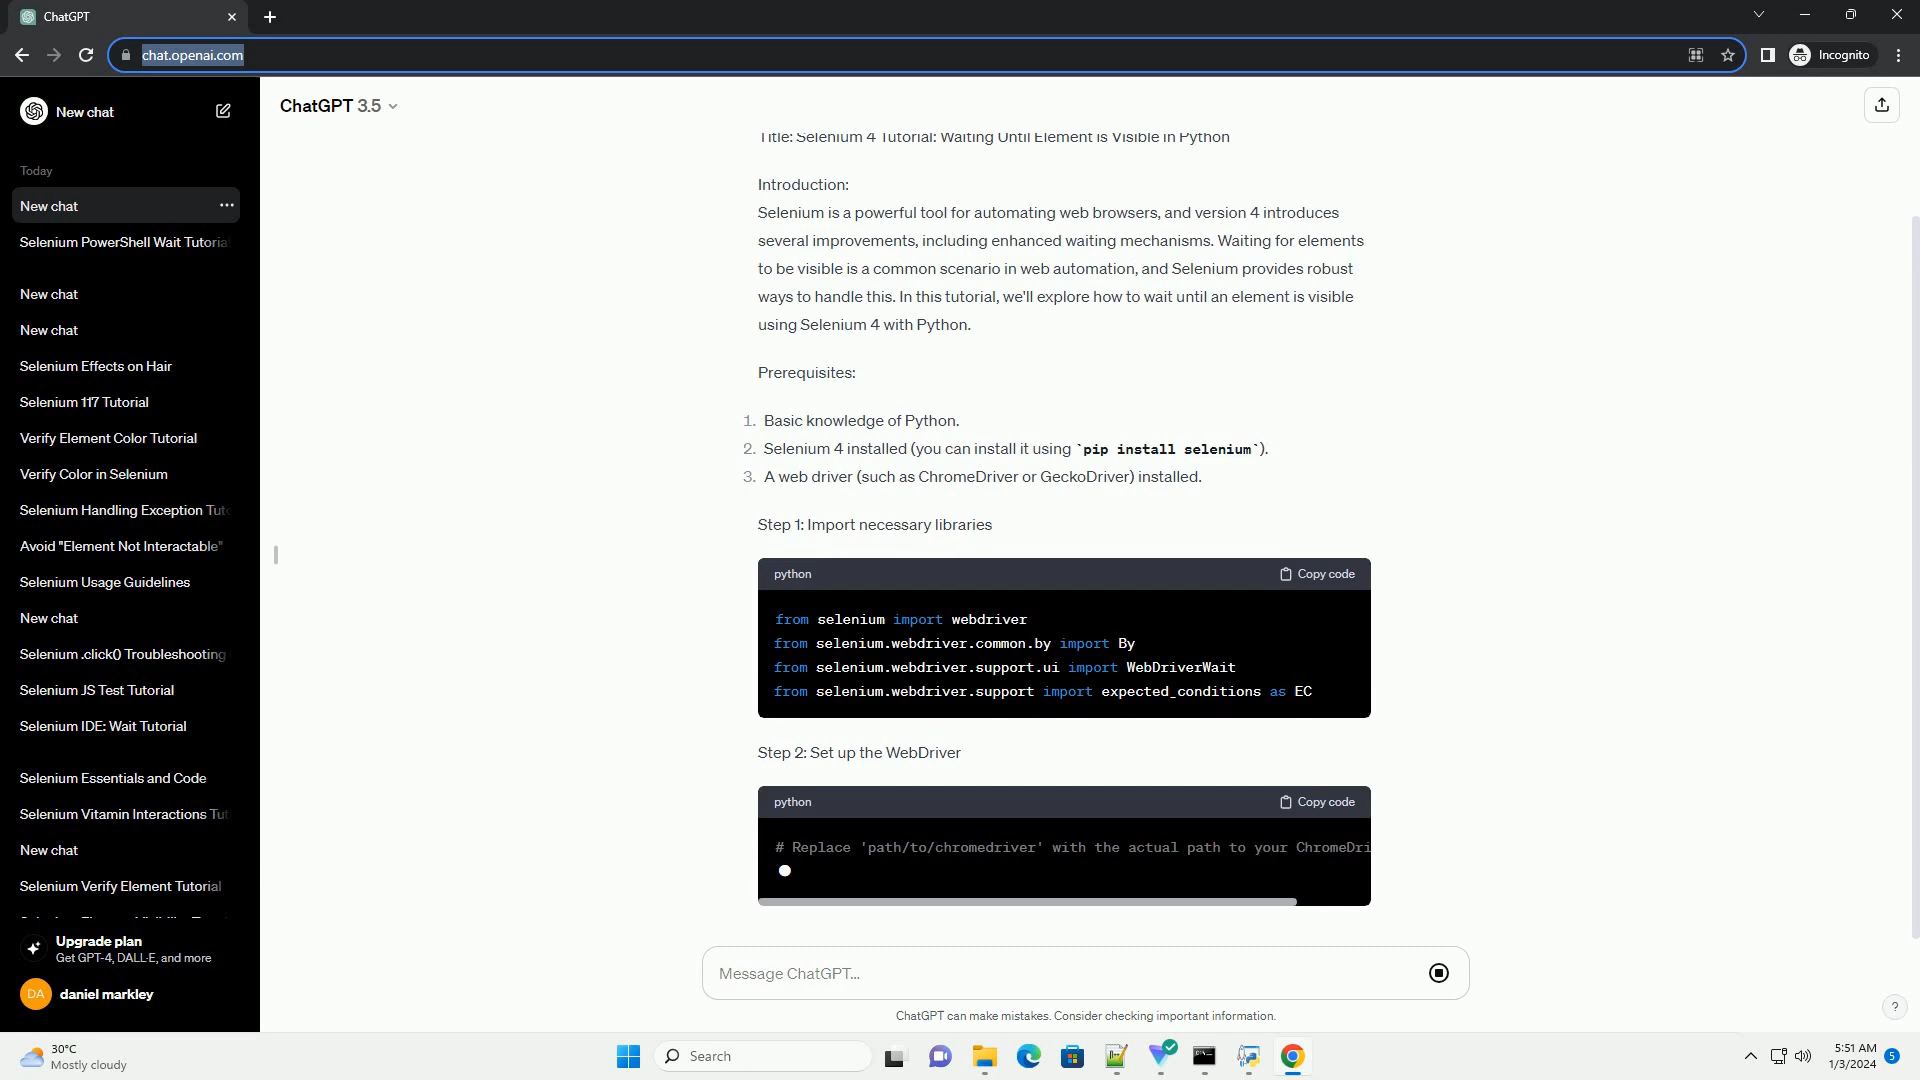 ChatGPT
chat.openai.com
Incognito
New chat
Today
New chat
Selenium PowerShell Wait Tutoria
New chat
New chat
Selenium Effects on Hair
Selenium 117 Tutorial
Verify Element Color Tutorial
Verify Color in Selenium
Selenium Handling Exception Tut
Avoid "Element Not Interactable"
Selenium Usage Guidelines
New chat
Selenium .click() Troubleshooting
Selenium JS Test Tutorial
Selenium IDE: Wait Tutorial
Selenium Essentials and Code
Selenium Vitamin Interactions Tut
New chat
Selenium Verify Element Tutorial
Upgrade plan
Get GPT-4, DALL·E, and more
DA daniel markley
ChatGPT 3.5
Title: Selenium 4 Tutorial: Waiting Until Element is Visible in Python
Introduction:
Selenium is a powerful tool for automating web browsers, and version 4 introduces
several improvements, including enhanced waiting mechanisms. Waiting for elements
to be visible is a common scenario in web automation, and Selenium provides robust
ways to handle this. In this tutorial, we'll explore how to wait until an element is visible
using Selenium 4 with Python.
Prerequisites:
1. Basic knowledge of Python.
2. Selenium 4 installed (you can install it using `pip install selenium`).
3. A web driver (such as ChromeDriver or GeckoDriver) installed.
Step 1: Import necessary libraries
python Copy code
from selenium import webdriver
from selenium.webdriver.common.by import By
from selenium.webdriver.support.ui import WebDriverWait
from selenium.webdriver.support import expected_conditions as EC
Step 2: Set up the WebDriver
python Copy code
# Replace 'path/to/chromedriver' with the actual path to your ChromeDri
Message ChatGPT...
ChatGPT can make mistakes. Consider checking important information.
?
30°C
Mostly cloudy
Search
5:51 AM
1/3/2024
5